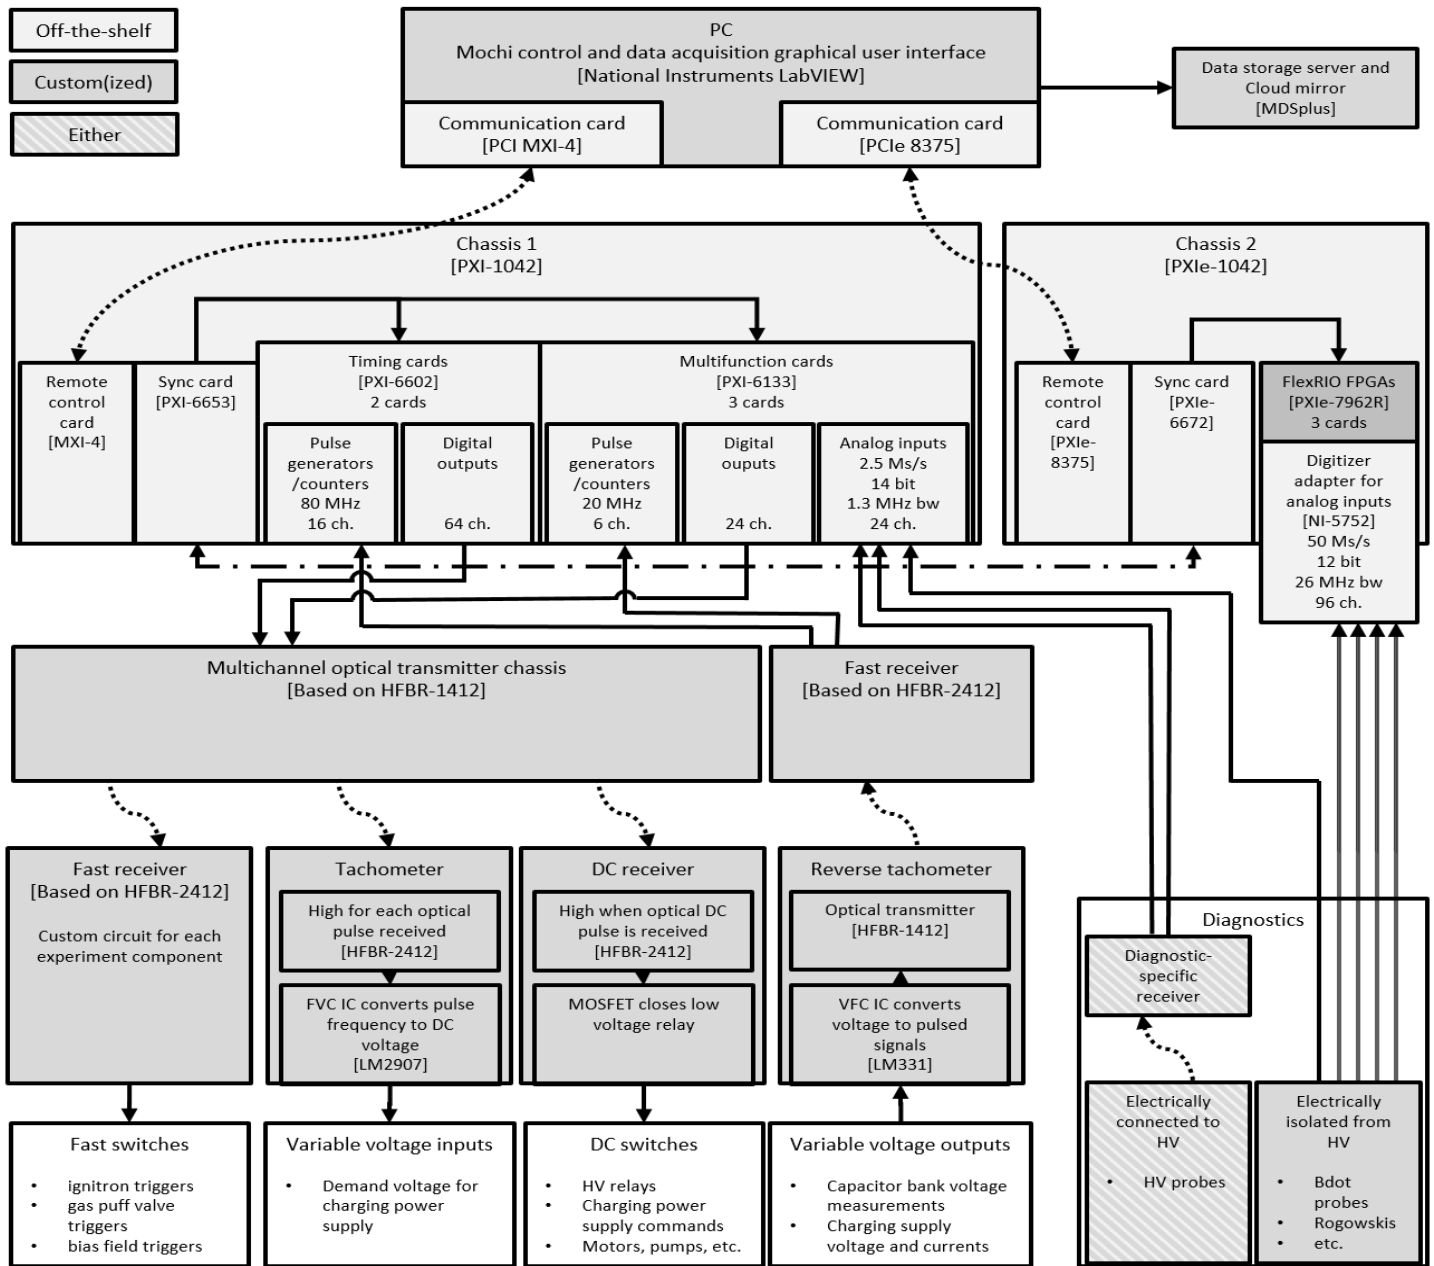 Off-the-shelf
Custom(ized)
Either
PC
Mochi control and data acquisition graphical user interface
[National Instruments LabVIEW]
Communication card
[PCI MXI-4]
Communication card
[PCIe 8375]
Data storage server and
Cloud mirror
[MDSplus]
Chassis 1
[PXI-1042]
Remote
control
card
[MXI-4]
Sync card
[PXI-6653]
Timing cards
[PXI-6602]
2 cards
Pulse
generators
/counters
80 MHz
16 ch.
Digital
outputs
64 ch.
Multifunction cards
[PXI-6133]
3 cards
Pulse
generators
/counters
20 MHz
6 ch.
Digital
ouputs
24 ch.
Analog inputs
2.5 Ms/s
14 bit
1.3 MHz bw
24 ch.
Chassis 2
[PXIe-1042]
Remote
control
card
[PXIe-
8375]
Sync card
[PXIe-
6672]
FlexRIO FPGAs
[PXIe-7962R]
3 cards
Digitizer
adapter for
analog inputs
[NI-5752]
50 Ms/s
12 bit
26 MHz bw
96 ch.
Multichannel optical transmitter chassis
[Based on HFBR-1412]
Fast receiver
[Based on HFBR-2412]
Fast receiver
[Based on HFBR-2412]
Custom circuit for each
experiment component
Tachometer
High for each optical
pulse received
[HFBR-2412]
FVC IC converts pulse
frequency to DC
voltage
[LM2907]
DC receiver
High when optical DC
pulse is received
[HFBR-2412]
MOSFET closes low
voltage relay
Reverse tachometer
Optical transmitter
[HFBR-1412]
VFC IC converts
voltage to pulsed
signals
[LM331]
Diagnostics
Diagnostic-
specific
receiver
Electrically
connected to
HV
• HV probes
Electrically
isolated from
HV
• Bdot
probes
• Rogowskis
• etc.
Fast switches
• ignitron triggers
• gas puff valve
triggers
• bias field triggers
Variable voltage inputs
• Demand voltage for
charging power
supply
DC switches
• HV relays
• Charging power
supply commands
• Motors, pumps, etc.
Variable voltage outputs
• Capacitor bank voltage
measurements
• Charging supply
voltage and currents